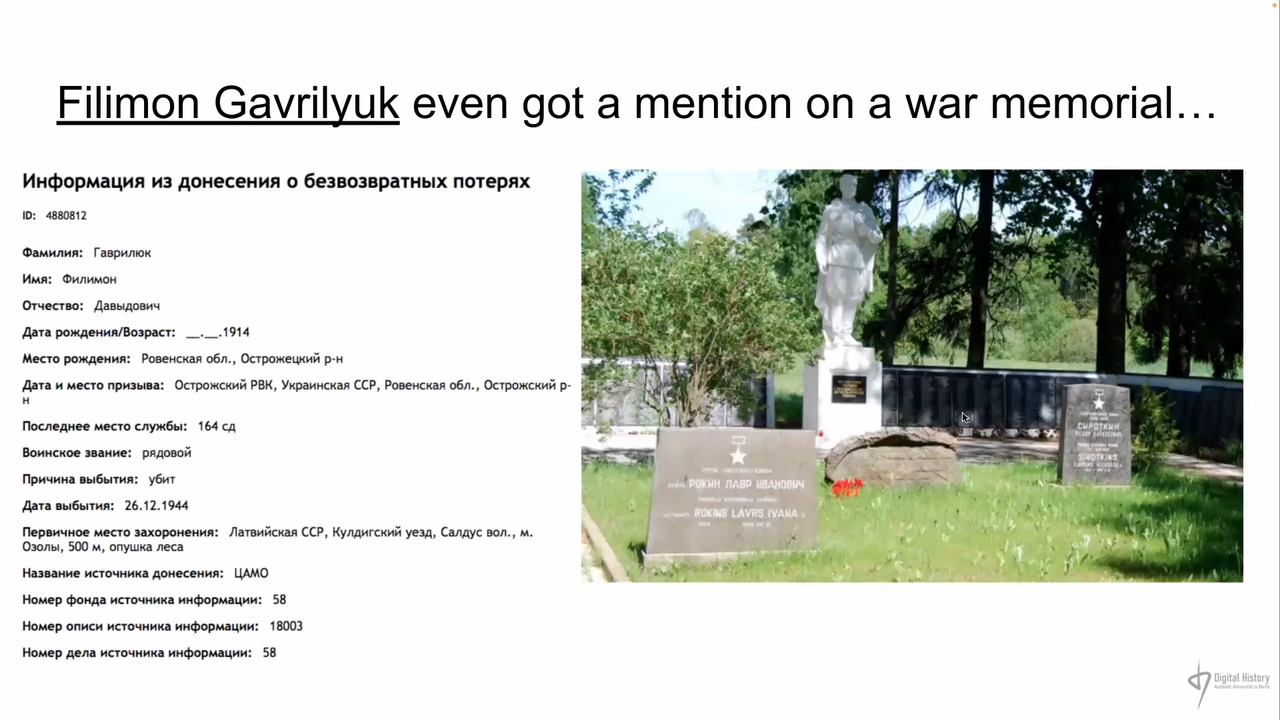 Filimon Gavrilyuk even got a mention on a war memorial…
Информация из донесения о безвозвратных потерях
ID: 4880812
Фамилия: Гаврилюк
Имя: Филимон
Отчество: Давыдович
Дата рождения/Возраст: __.__.1914
Место рождения: Ровенская обл., Острожецкий р-н
Дата и место призыва: Острожский РВК, Украинская ССР, Ровенская обл., Острожский р-
н
Последнее место службы: 164 сд
Воинское звание: рядовой
Причина выбытия: убит
Дата выбытия: 26.12.1944
Первичное место захоронения: Латвийская ССР, Кулдигский уезд, Салдус вол., м.
Озолы, 500 м, опушка леса
Название источника донесения: ЦАМО
Номер фонда источника информации: 58
Номер описи источника информации: 18003
Номер дела источника информации: 58
РОКИН ЛАВР ИВАНОВИЧ
ROKINS LAVRS IVANA
СИРОТКИН
SIROTKINS
Digital History
Humboldt-Universität zu Berlin